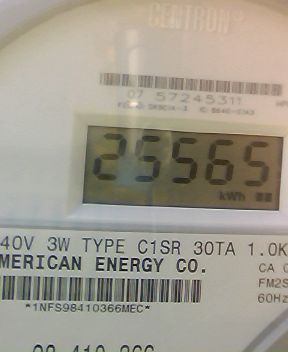 CENTRON®
07 57245311
25565
kWh
40V 3W TYPE C1SR 30TA 1.0K
MERICAN ENERGY CO.
CA 0
FM2S
60Hz
*1NFS98410366MEC*